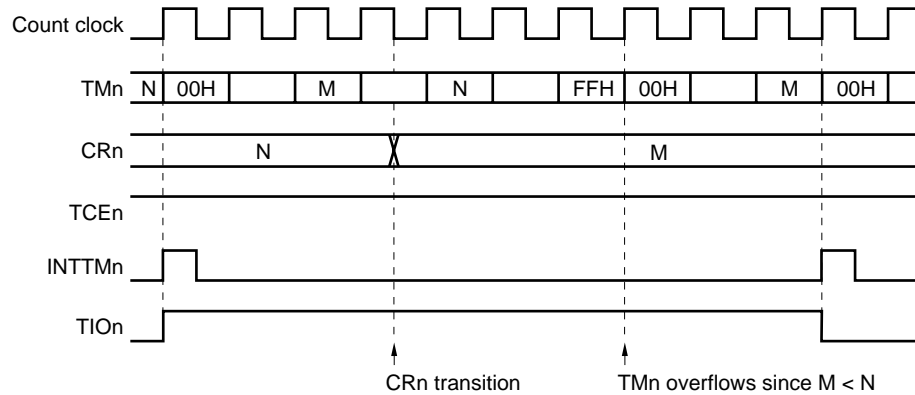 Count clock
TMn N 00H M N FFH 00H M 00H
CRn N M
TCEn
INTTMn
TIOn
CRn transition TMn overflows since M < N